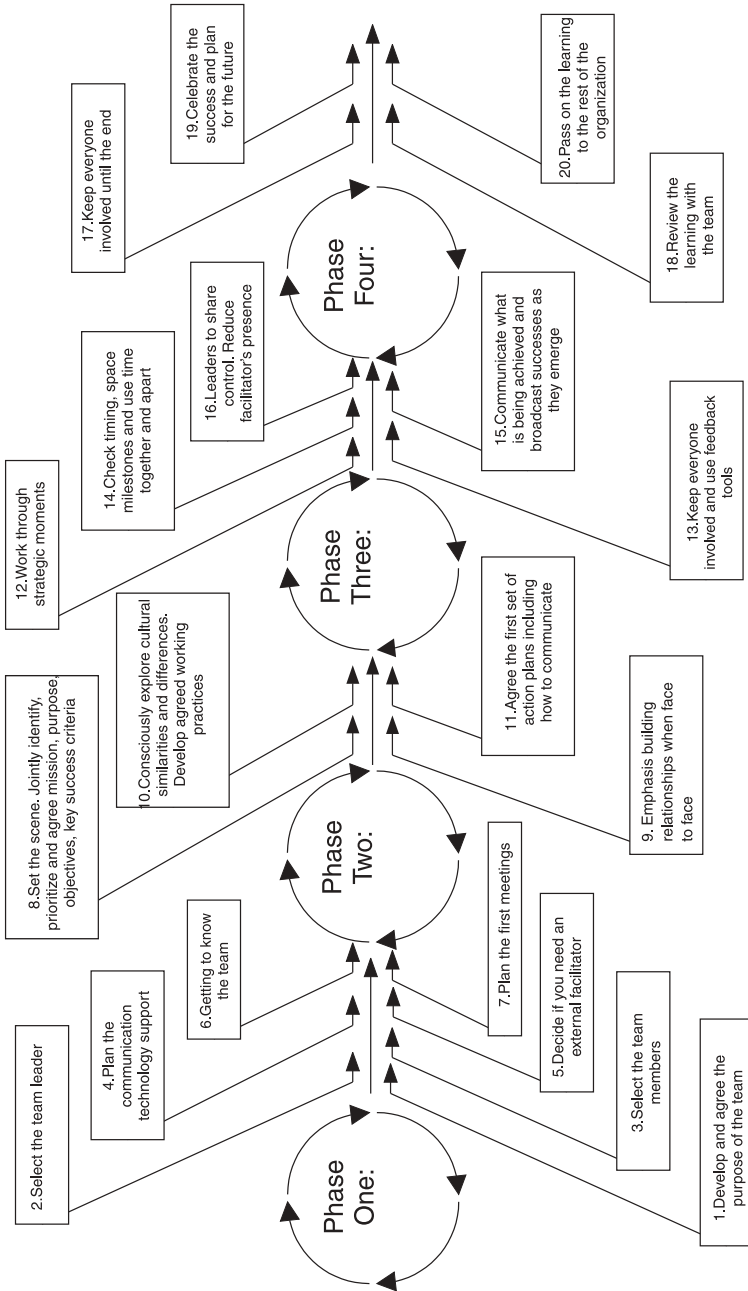 Phase
One:
1.Develop and agree the
purpose of the team
2.Select the team leader
3.Select the team
members
4.Plan the
communication
technology support
5.Decide if you need an
external facilitator
6.Getting to know
the team
7.Plan the first meetings
Phase
Two:
8.Set the scene. Jointly identify,
prioritize and agree mission, purpose,
objectives, key success criteria
9. Emphasis building
relationships when face
to face
10.Consciously explore cultural
similarities and differences.
Develop agreed working
practices
11.Agree the first set of
action plans including
how to communicate
Phase
Three:
12.Work through
strategic moments
13.Keep everyone
involved and use feedback
tools
14.Check timing, space
milestones and use time
together and apart
15.Communicate what
is being achieved and
broadcast successes as
they emerge
16.Leaders to share
control. Reduce
facilitator's presence
Phase
Four:
17.Keep everyone
involved until the end
18.Review the
learning with
the team
19.Celebrate the
success and plan
for the future
20.Pass on the learning
to the rest of the
organization